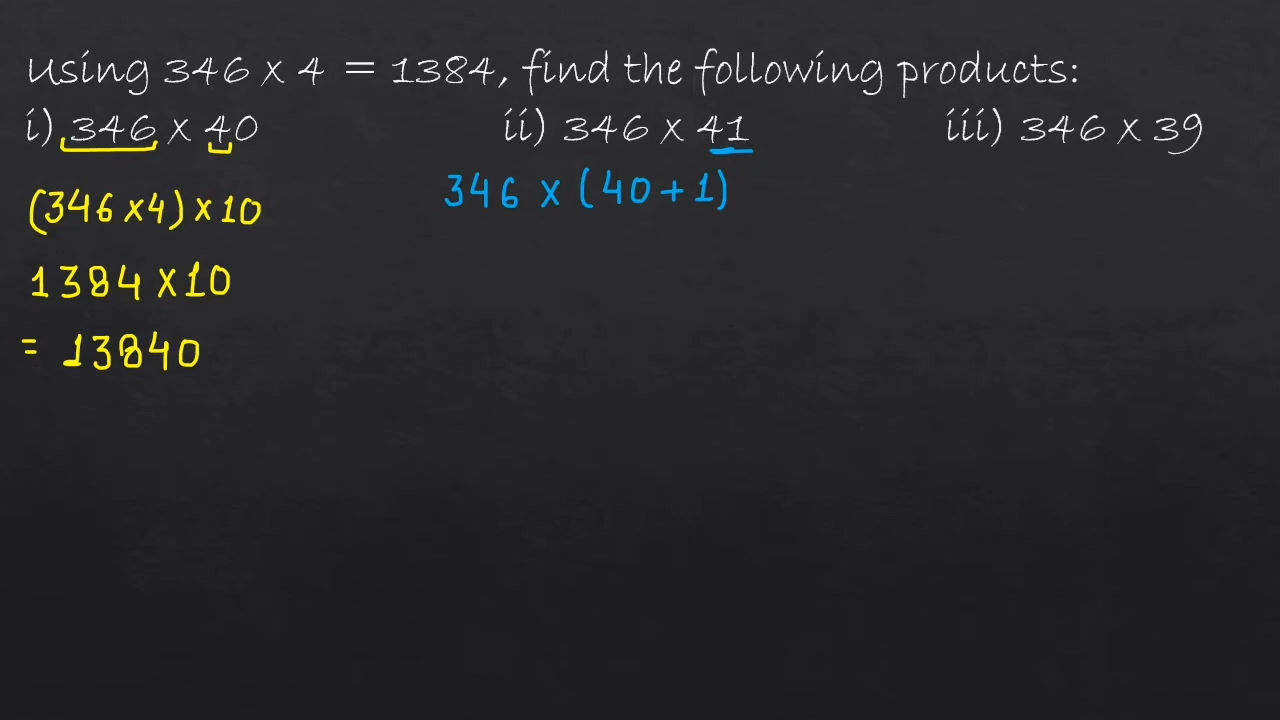 Using 346 x 4 = 1384, find the following products:
i) 346 x 40 ii) 346 x 41 iii) 346 x 39
(346 x 4) x 10
346 x (40 + 1)
1384 x 10
= 13840